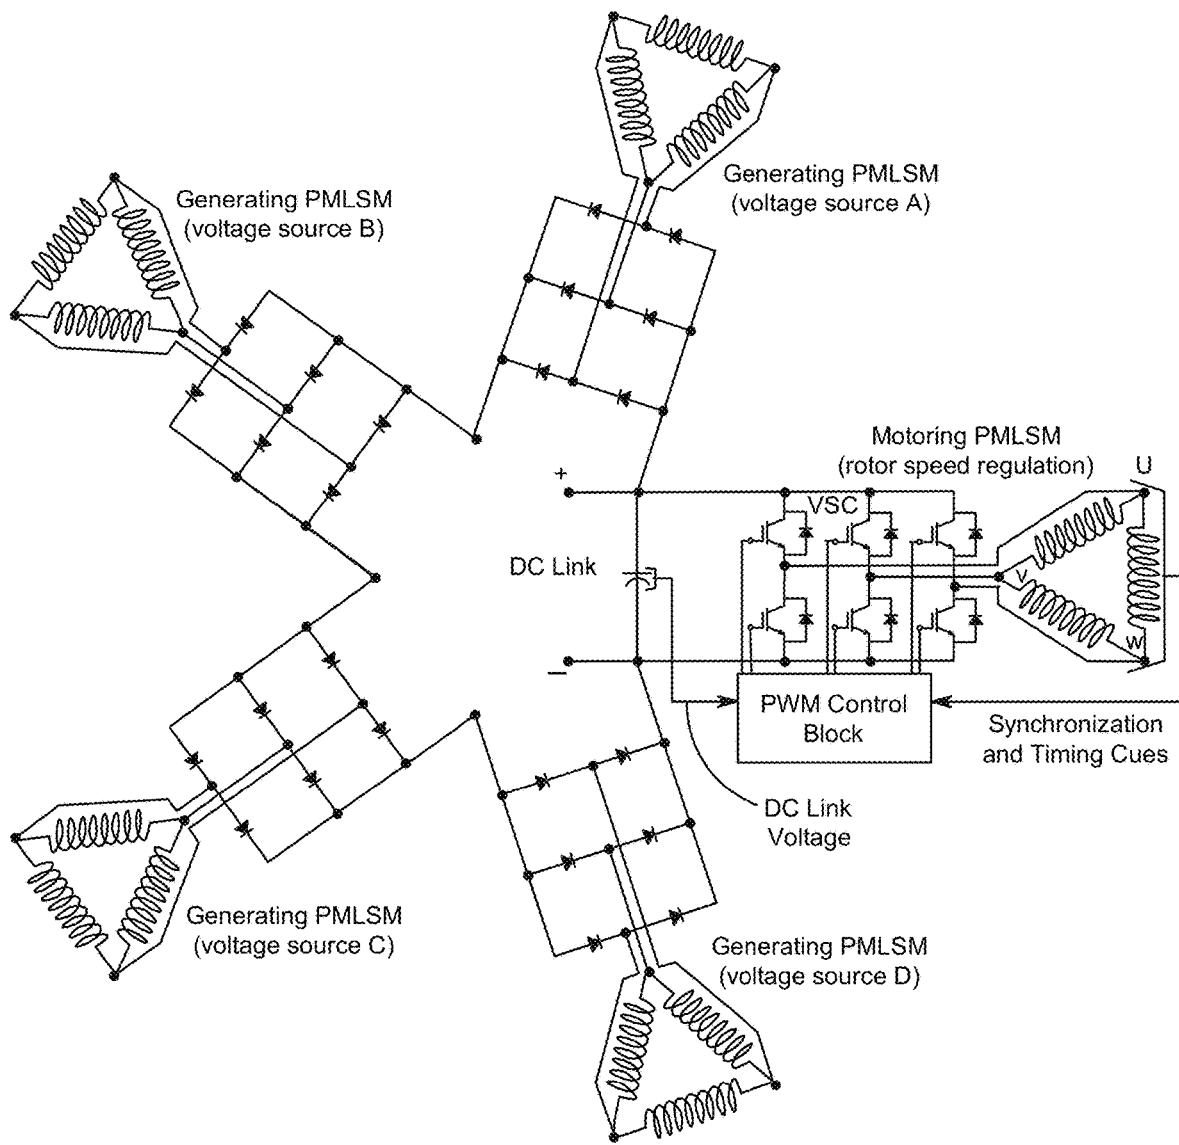 Generating PMLSM
(voltage source A)
Generating PMLSM
(voltage source B)
Motoring PMLSM
(rotor speed regulation)
U
+
VSC
DC Link
V
W
−
PWM Control
Block
Synchronization
and Timing Cues
DC Link
Voltage
Generating PMLSM
(voltage source C)
Generating PMLSM
(voltage source D)